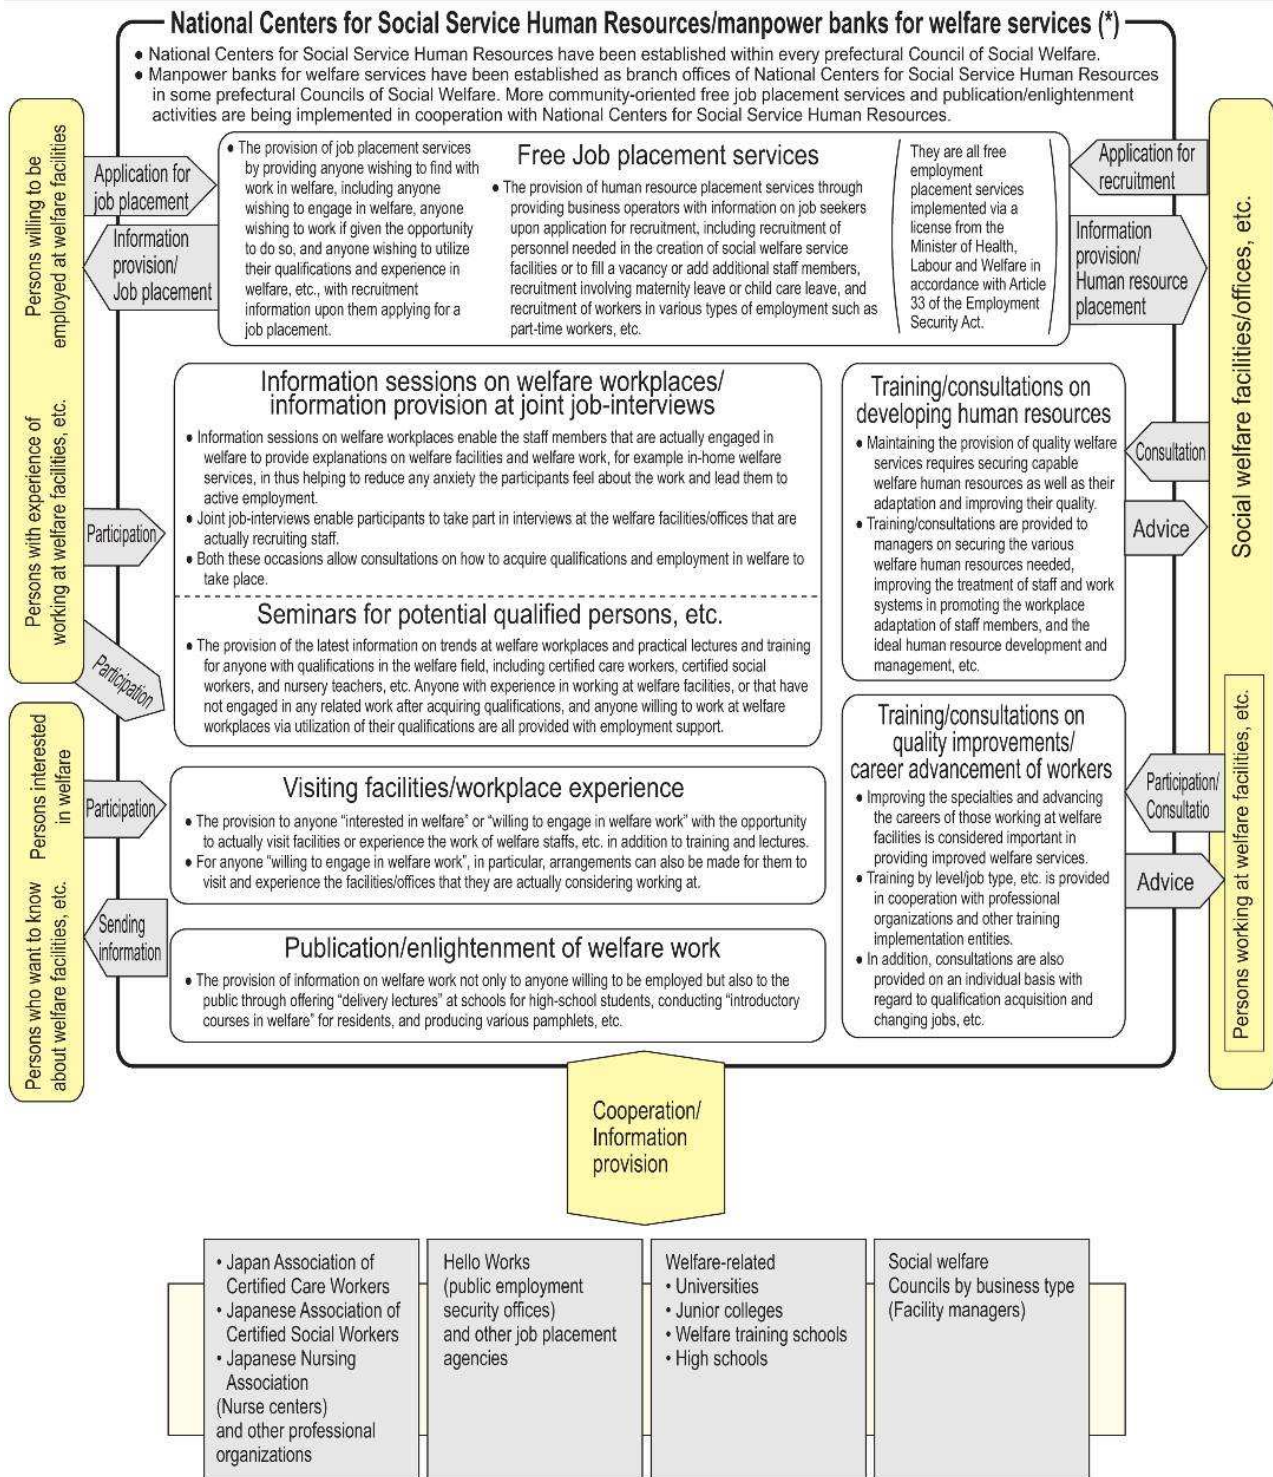 National Centers for Social Service Human Resources/manpower banks for welfare services (*)
● National Centers for Social Service Human Resources have been established within every prefectural Council of Social Welfare.
● Manpower banks for welfare services have been established as branch offices of National Centers for Social Service Human Resources
in some prefectural Councils of Social Welfare. More community-oriented free job placement services and publication/enlightenment
activities are being implemented in cooperation with National Centers for Social Service Human Resources.
Persons willing to be
employed at welfare facilities
Persons with experience of
working at welfare facilities, etc.
Application for
job placement
Information
provision/
Job placement
● The provision of job placement services
by providing anyone wishing to find with
work in welfare, including anyone
wishing to engage in welfare, anyone
wishing to work if given the opportunity
to do so, and anyone wishing to utilize
their qualifications and experience in
welfare, etc., with recruitment
information upon them applying for a
job placement.
Free Job placement services
● The provision of human resource placement services through
providing business operators with information on job seekers
upon application for recruitment, including recruitment of
personnel needed in the creation of social welfare service
facilities or to fill a vacancy or add additional staff members,
recruitment involving maternity leave or child care leave, and
recruitment of workers in various types of employment such as
part-time workers, etc.
They are all free
employment
placement services
implemented via a
license from the
Minister of Health,
Labour and Welfare in
accordance with Article
33 of the Employment
Security Act.
Application for
recruitment
Information
provision/
Human resource
placement
Social welfare facilities/offices, etc.
Participation
Information sessions on welfare workplaces/
information provision at joint job-interviews
● Information sessions on welfare workplaces enable the staff members that are actually engaged in
welfare to provide explanations on welfare facilities and welfare work, for example in-home welfare
services, in thus helping to reduce any anxiety the participants feel about the work and lead them to
active employment.
● Joint job-interviews enable participants to take part in interviews at the welfare facilities/offices that are
actually recruiting staff.
● Both these occasions allow consultations on how to acquire qualifications and employment in welfare to
take place.
Participation
Seminars for potential qualified persons, etc.
● The provision of the latest information on trends at welfare workplaces and practical lectures and training
for anyone with qualifications in the welfare field, including certified care workers, certified social
workers, and nursery teachers, etc. Anyone with experience in working at welfare facilities, or that have
not engaged in any related work after acquiring qualifications, and anyone willing to work at welfare
workplaces via utilization of their qualifications are all provided with employment support.
Training/consultations on
developing human resources
● Maintaining the provision of quality welfare
services requires securing capable
welfare human resources as well as their
adaptation and improving their quality.
● Training/consultations are provided to
managers on securing the various
welfare human resources needed,
improving the treatment of staff and work
systems in promoting the workplace
adaptation of staff members, and the
ideal human resource development and
management, etc.
Consultation
Advice
Persons interested
in welfare
Persons who want to know
about welfare facilities, etc.
Participation
Visiting facilities/workplace experience
● The provision to anyone “interested in welfare” or “willing to engage in welfare work” with the opportunity
to actually visit facilities or experience the work of welfare staffs, etc. in addition to training and lectures.
● For anyone “willing to engage in welfare work”, in particular, arrangements can also be made for them to
visit and experience the facilities/offices that they are actually considering working at.
Sending
information
Publication/enlightenment of welfare work
● The provision of information on welfare work not only to anyone willing to be employed but also to the
public through offering “delivery lectures” at schools for high-school students, conducting “introductory
courses in welfare” for residents, and producing various pamphlets, etc.
Training/consultations on
quality improvements/
career advancement of workers
● Improving the specialties and advancing
the careers of those working at welfare
facilities is considered important in
providing improved welfare services.
● Training by level/job type, etc. is provided
in cooperation with professional
organizations and other training
implementation entities.
● In addition, consultations are also
provided on an individual basis with
regard to qualification acquisition and
changing jobs, etc.
Participation/
Consultatio
Advice
Persons working at welfare facilities, etc.
Cooperation/
Information
provision
• Japan Association of
Certified Care Workers
• Japanese Association of
Certified Social Workers
• Japanese Nursing
Association
(Nurse centers)
and other professional
organizations
Hello Works
(public employment
security offices)
and other job placement
agencies
Welfare-related
• Universities
• Junior colleges
• Welfare training schools
• High schools
Social welfare
Councils by business type
(Facility managers)